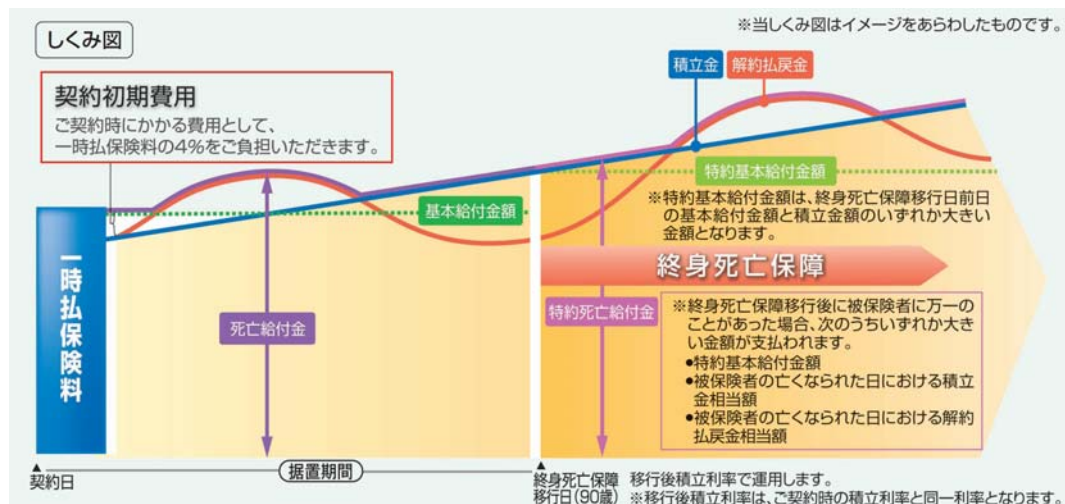 ※当しくみ図はイメージをあらわしたものです。
しくみ図
契約初期費用
ご契約時にかかる費用として、
一時払保険料の4%をご負担いただきます。
積立金
解約払戻金
基本給付金額
特約基本給付金額
※特約基本給付金額は、終身死亡保障移行日前日
の基本給付金額と積立金額のいずれか大きい
金額となります。
終身死亡保障
一時払保険料
死亡給付金
特約死亡給付金
※終身死亡保障移行後に被保険者に万一の
ことがあった場合、次のうちいずれか大き
い金額が支払われます。
●特約基本給付金額
●被保険者の亡くなられた日における積立
金相当額
●被保険者の亡くなられた日における解約
払戻金相当額
▲
契約日
据置期間
▲
終身死亡保障
移行日(90歳)
移行後積立利率で運用します。
※移行後積立利率は、ご契約時の積立利率と同一利率となります。